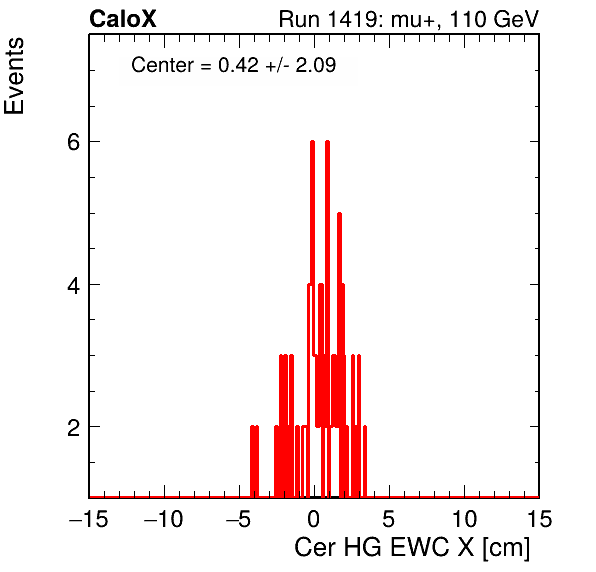 CaloX Run 1419: mu+, 110 GeV
Events
Center = 0.42 +/- 2.09
6
4
2
−15 −10 −5 0 5 10 15
Cer HG EWC X [cm]